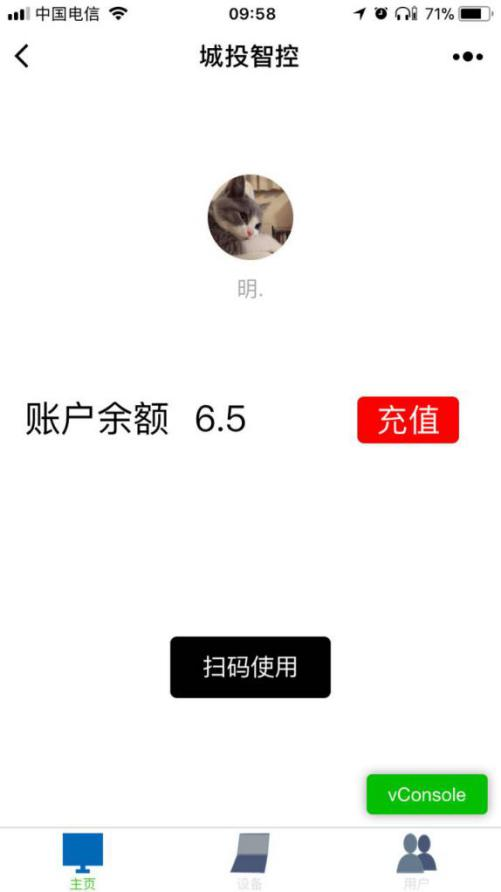 中国电信 09:58 71%
城投智控
明.
账户余额 6.5 充值
扫码使用
vConsole
主页 设备 用户